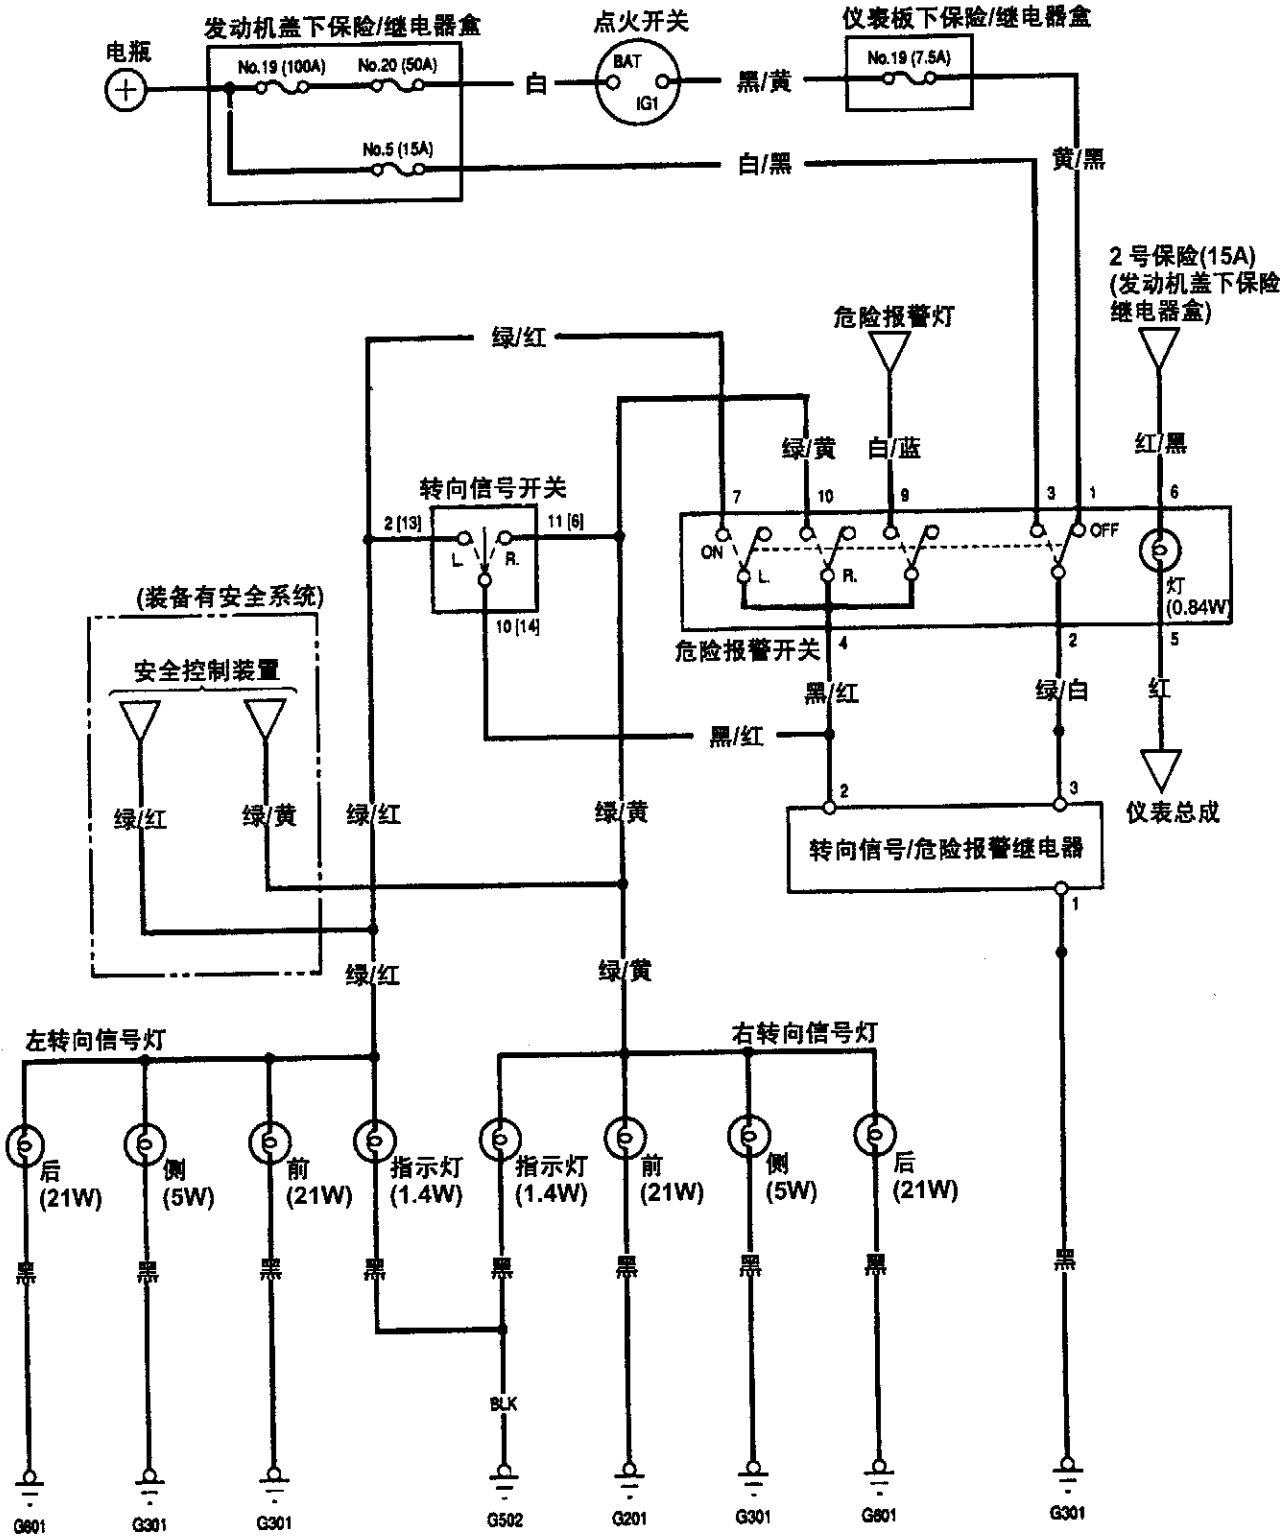 发动机盖下保险/继电器盒
点火开关
仪表板下保险/继电器盒
电瓶
No.19 (100A)
No.20 (50A)
白
BAT
IG1
黑/黄
No.19 (7.5A)
No.5 (15A)
白/黑
黄/黑
2 号保险(15A)
(发动机盖下保险
继电器盒)
绿/红
危险报警灯
绿/黄
白/蓝
红/黑
转向信号开关
2 [13]
11 [6]
L.
R.
10 [14]
7
10
9
3
1
6
ON
L.
R.
OFF
灯
(0.84W)
危险报警开关
4
2
5
(装备有安全系统)
安全控制装置
黑/红
绿/白
红
黑/红
2
3
绿/红
绿/黄
绿/红
绿/黄
仪表总成
转向信号/危险报警继电器
1
绿/红
绿/黄
左转向信号灯
右转向信号灯
后
(21W)
侧
(5W)
前
(21W)
指示灯
(1.4W)
指示灯
(1.4W)
前
(21W)
侧
(5W)
后
(21W)
黑
黑
黑
黑
黑
黑
黑
黑
黑
BLK
G601
G301
G301
G502
G201
G301
G601
G301